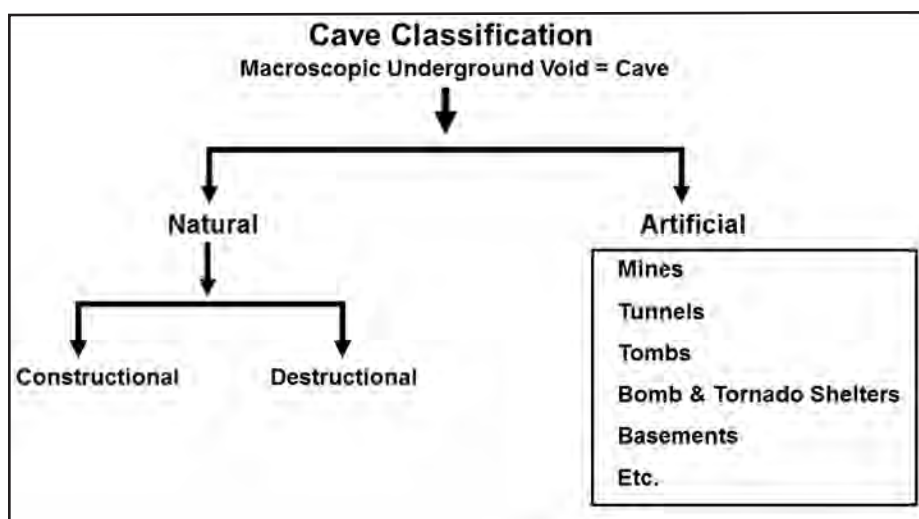 Cave Classification
Macroscopic Underground Void = Cave
Natural
Artificial
Constructional
Destructional
Mines
Tunnels
Tombs
Bomb & Tornado Shelters
Basements
Etc.